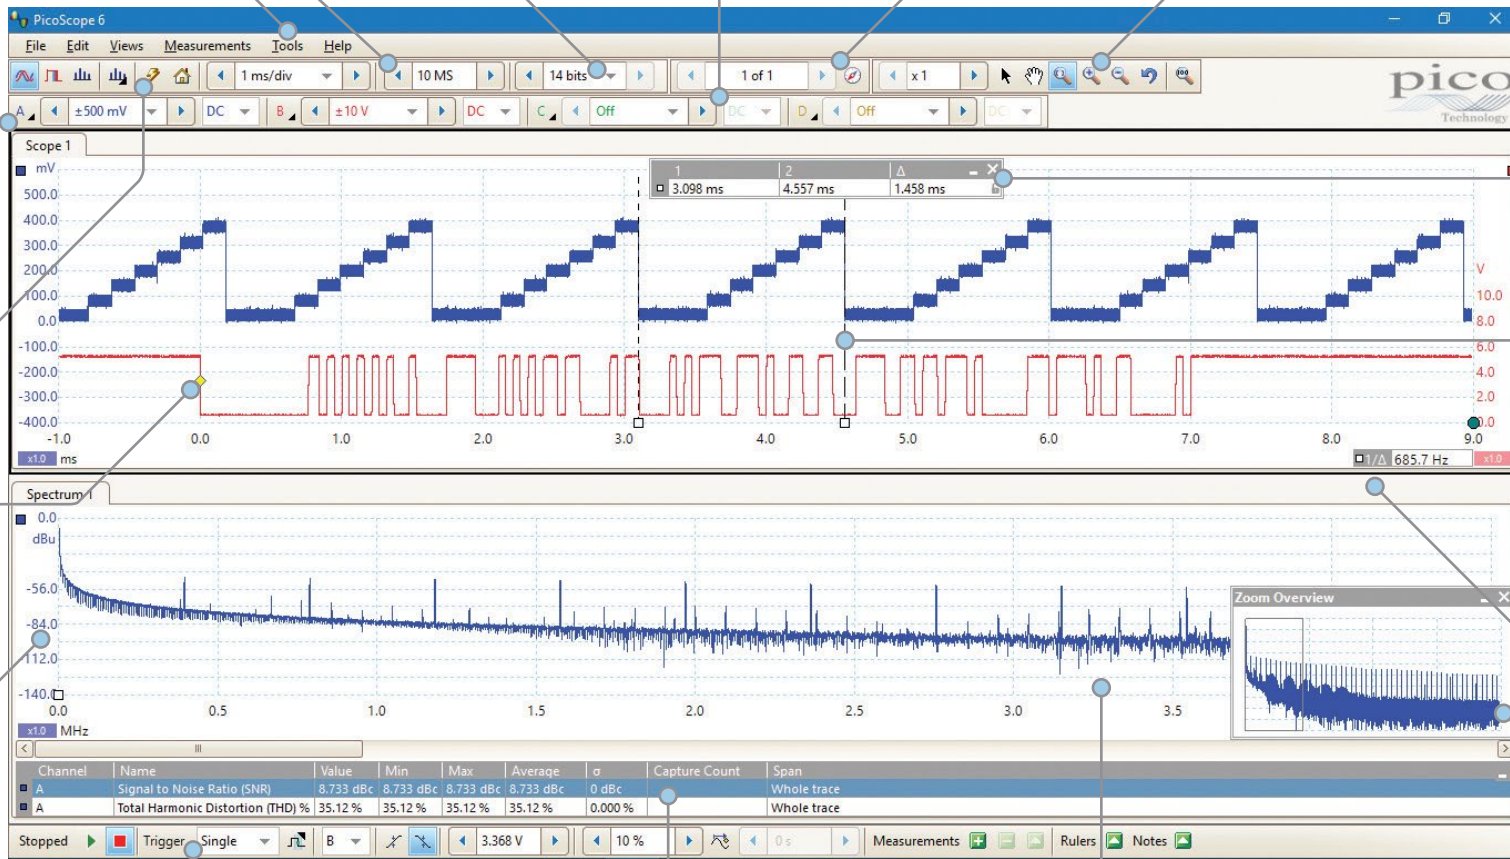 PicoScope 6
File Edit Views Measurements Tools Help
1 ms/div 10 MS 14 bits 1 of 1 x 1
pico
Technology
A ±500 mV DC B ±10 V DC C Off DC D Off DC
Scope 1
mV
1 2 Δ
3.098 ms 4.557 ms 1.458 ms
500.0
400.0
300.0
200.0
100.0
0.0
-100.0
-200.0
-300.0
-400.0
V
10.0
8.0
6.0
4.0
2.0
0.0
-1.0 0.0 1.0 2.0 3.0 4.0 5.0 6.0 7.0 8.0 9.0
x1.0 ms
1/Δ 685.7 Hz x1.0
Spectrum 1
0.0
dBu
-56.0
-84.0
112.0
-140.0
Zoom Overview
0.0 0.5 1.0 1.5 2.0 2.5 3.0 3.5
x1.0 MHz
Channel Name Value Min Max Average σ Capture Count Span
A Signal to Noise Ratio (SNR) 8.733 dBc 8.733 dBc 8.733 dBc 8.733 dBc 0 dBc Whole trace
A Total Harmonic Distortion (THD) % 35.12 % 35.12 % 35.12 % 35.12 % 0.000 % Whole trace
Stopped Trigger Single B 3.368 V 10 % 0 s Measurements Rulers Notes